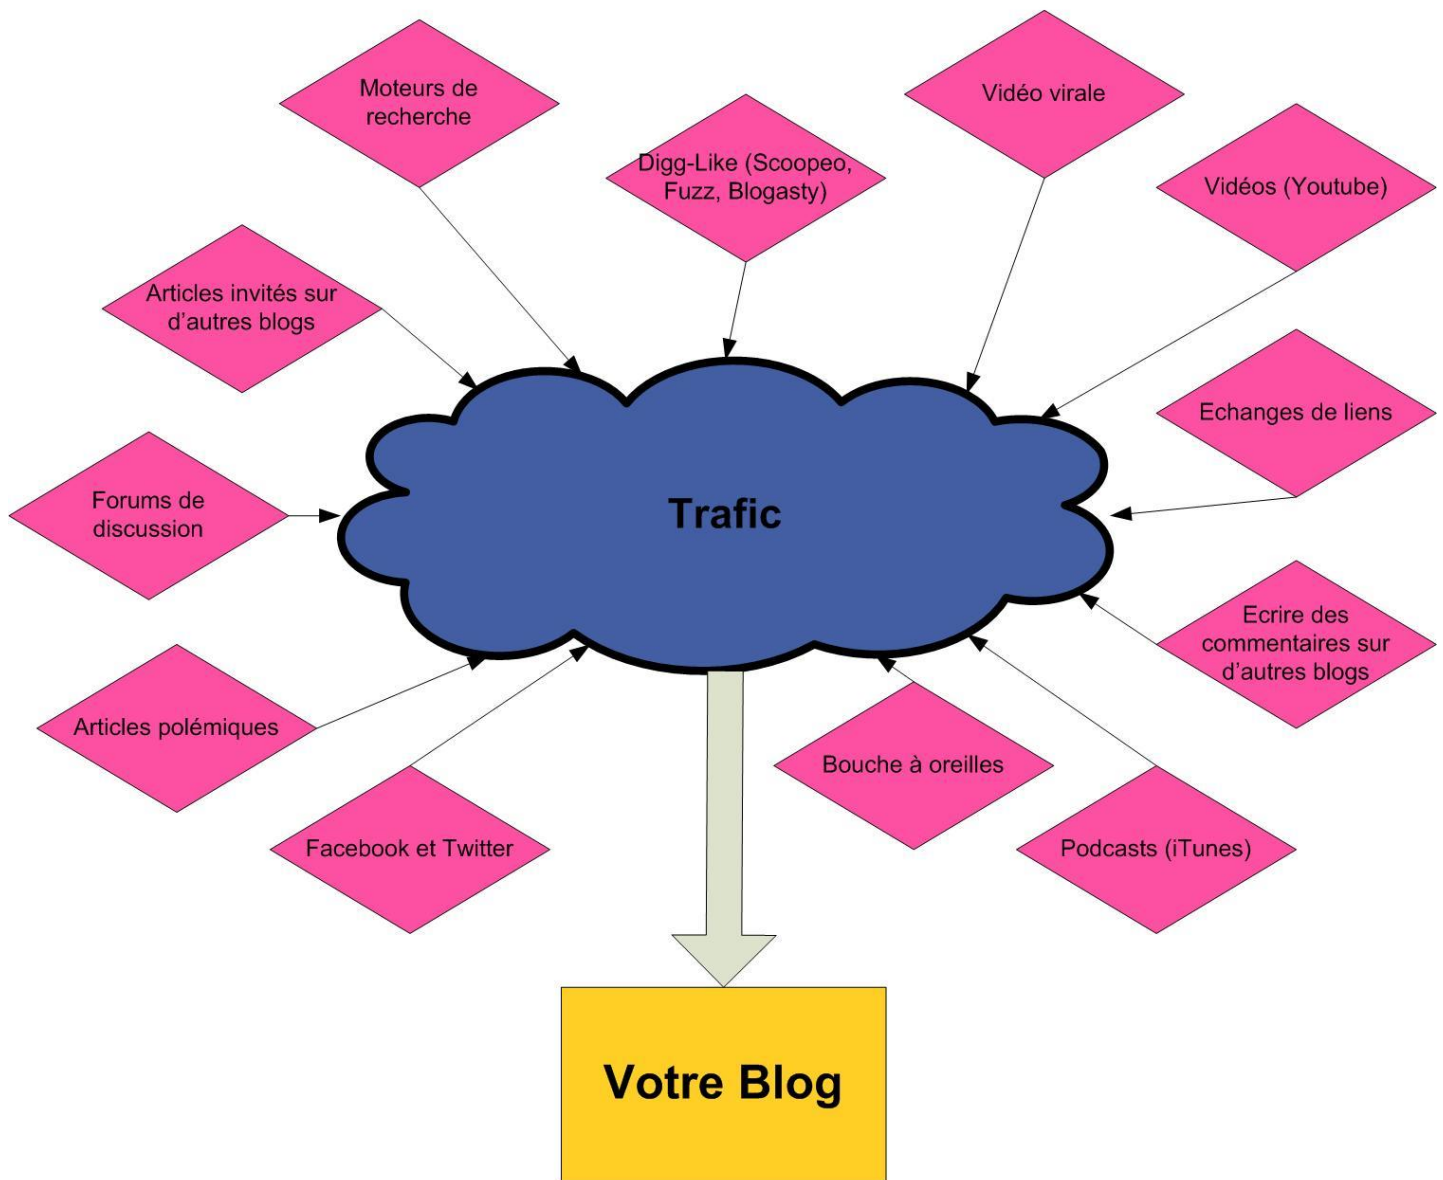 Moteurs de
recherche
Digg-Like (Scoopeo,
Fuzz, Blogasty)
Vidéo virale
Vidéos (Youtube)
Articles invités sur
d’autres blogs
Echanges de liens
Forums de
discussion
Trafic
Ecrire des
commentaires sur
d’autres blogs
Articles polémiques
Facebook et Twitter
Bouche à oreilles
Podcasts (iTunes)
Votre Blog